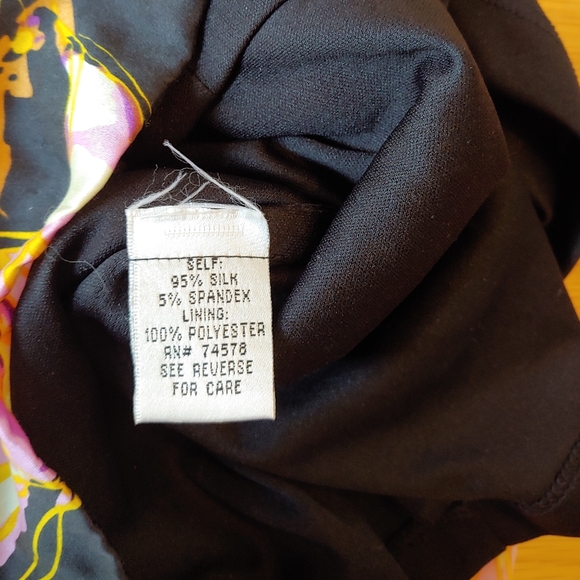 SELF:
95% SILK
5% SPANDEX
LINING:
100% POLYESTER
RN# 74578
SEE REVERSE
FOR CARE